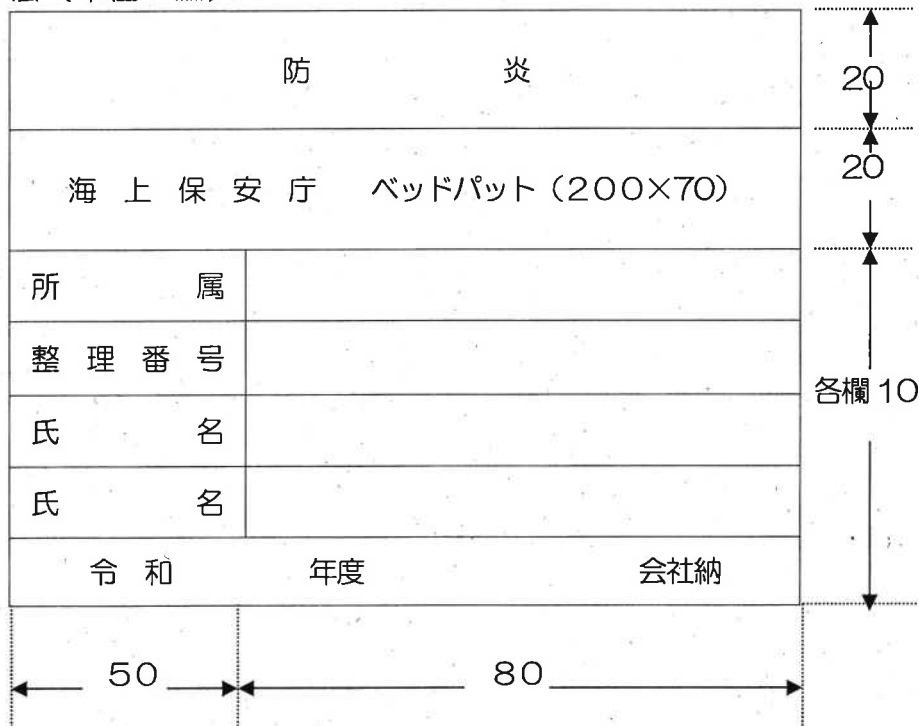 防 炎
20
海上保安庁 ベッドパット（200×70）
20
所 属
整理番号
氏 名
各欄10
氏 名
令和 年度 会社納
50 80